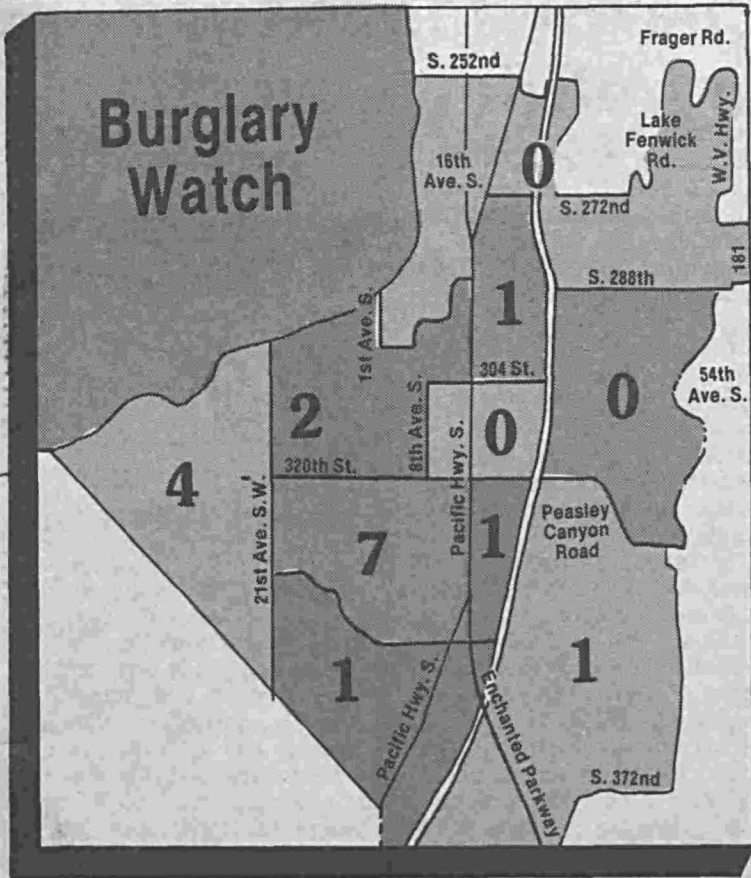 Burglary
Watch
S. 252nd
Frager Rd.
16th
Ave. S.
Lake
Fenwick
Rd.
W.V. Hwy.
0
S. 272nd
181
S. 288th
1st Ave. S.
1
304 St.
54th
Ave. S.
8th Ave. S.
2
0
0
320th St.
Pacific Hwy. S.
4
21st Ave. S.W.
7
1
Peasley
Canyon
Road
1
Pacific Hwy. S.
Enchanted Parkway
1
S. 372nd